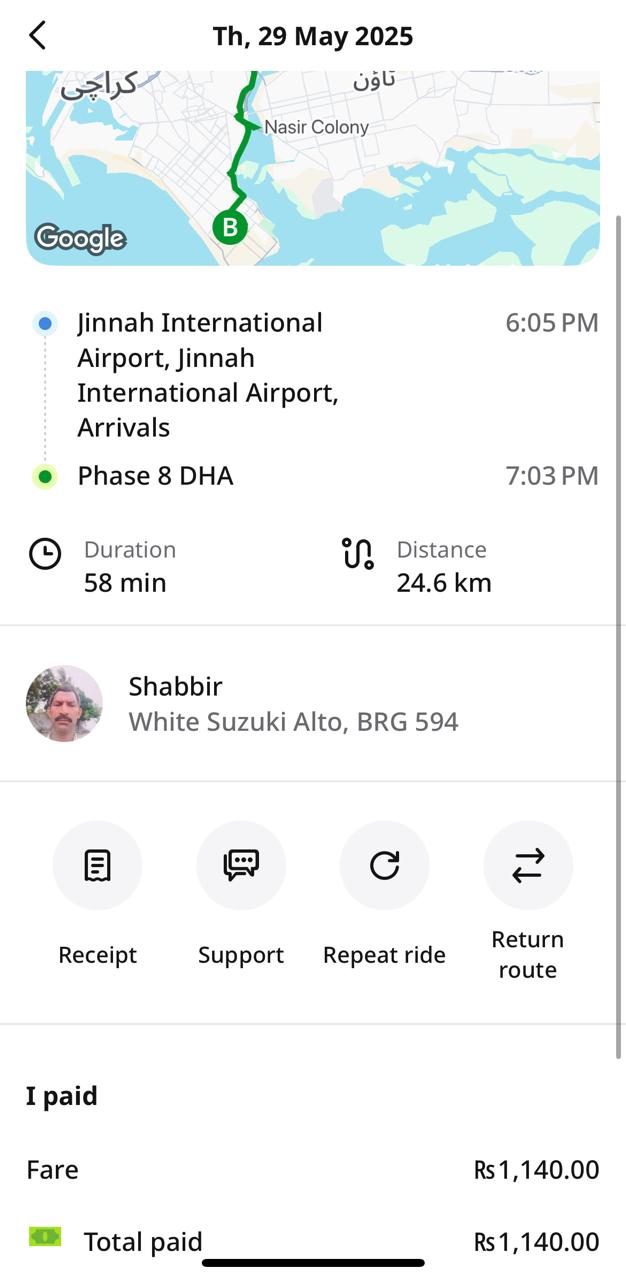 Th, 29 May 2025
کراچی
ٹاؤن
Nasir Colony
B
Google
Jinnah International
Airport, Jinnah
International Airport,
Arrivals
6:05 PM
Phase 8 DHA
7:03 PM
Duration
58 min
Distance
24.6 km
Shabbir
White Suzuki Alto, BRG 594
Receipt
Support
Repeat ride
Return
route
I paid
Fare
₨1,140.00
Total paid
₨1,140.00